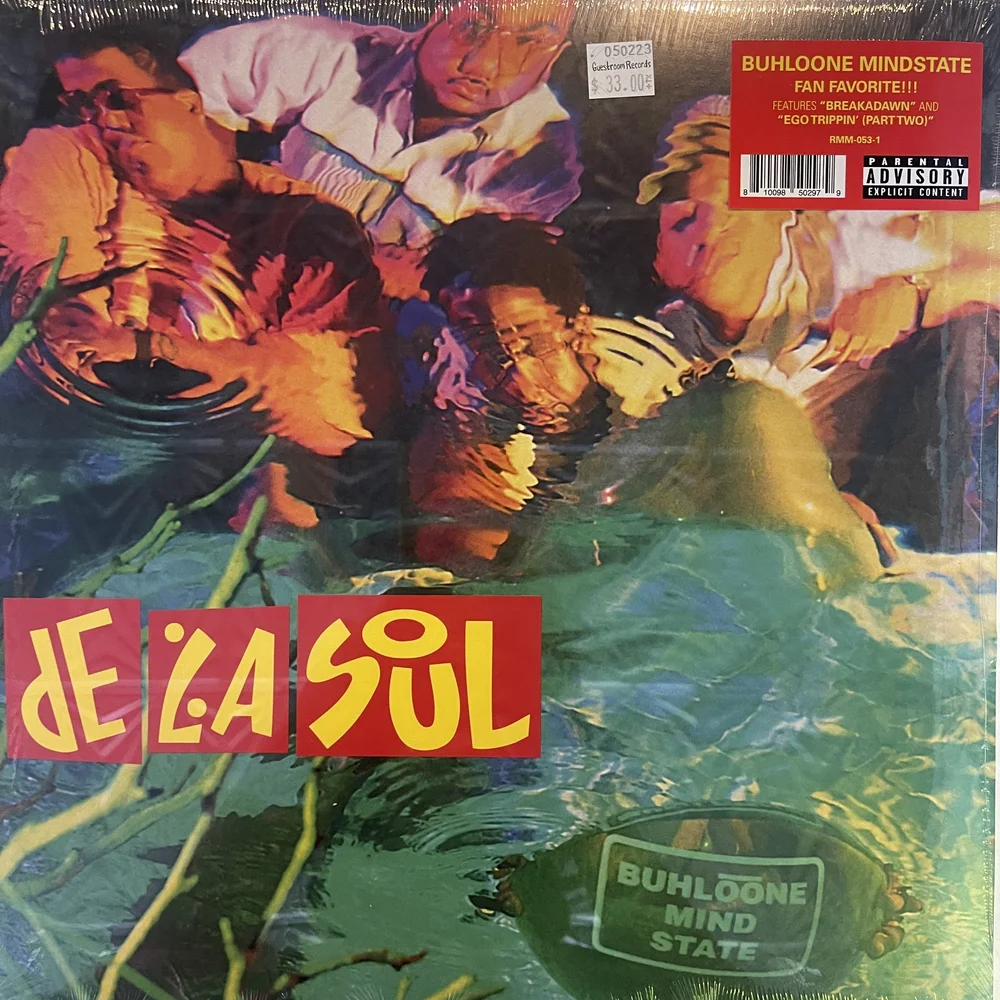 050223
Guestroom Records
$ 33.00
BUHLOONE MINDSTATE
FAN FAVORITE!!!
FEATURES "BREAKADAWN" AND
"EGO TRIPPIN' (PART TWO)"
RMM-053-1
8 10098 50297 9
PARENTAL
ADVISORY
EXPLICIT CONTENT
DE LA SOUL
BUHLŌŌNE
MIND
STATE